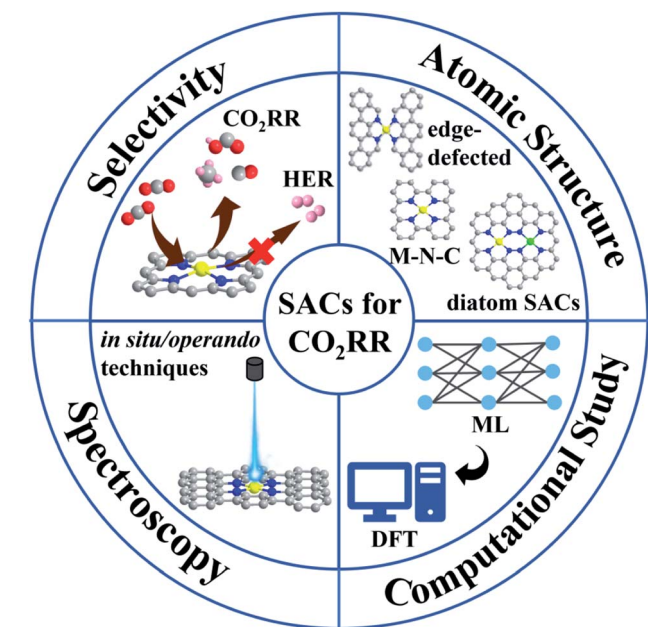 Selectivity
CO₂RR
HER
Atomic Structure
edge-
defected
M-N-C
diatom SACs
SACs for
CO₂RR
in situ/operando
techniques
Spectroscopy
ML
DFT
Computational Study